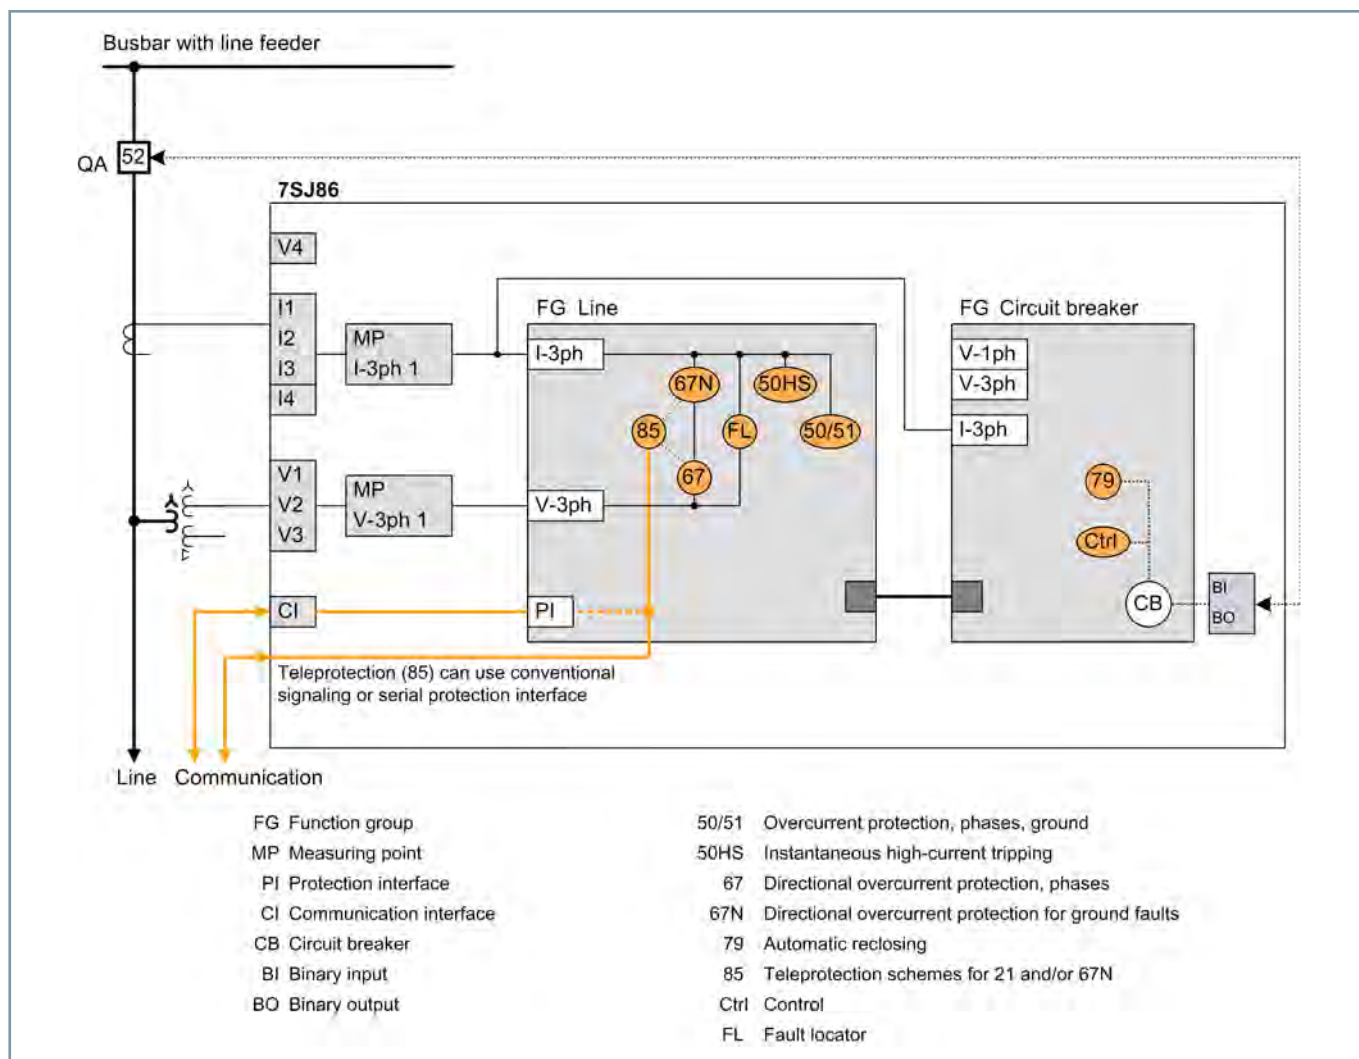 Busbar with line feeder
QA
52
7SJ86
V4
I1
I2
I3
I4
MP
I-3ph 1
V1
V2
V3
MP
V-3ph 1
CI
FG Line
I-3ph
67N
50HS
85
FL
50/51
67
V-3ph
PI
FG Circuit breaker
V-1ph
V-3ph
I-3ph
79
Ctrl
CB
BI
BO
Teleprotection (85) can use conventional
signaling or serial protection interface
Line
Communication
FG Function group
MP Measuring point
PI Protection interface
CI Communication interface
CB Circuit breaker
BI Binary input
BO Binary output
50/51 Overcurrent protection, phases, ground
50HS Instantaneous high-current tripping
67 Directional overcurrent protection, phases
67N Directional overcurrent protection for ground faults
79 Automatic reclosing
85 Teleprotection schemes for 21 and/or 67N
Ctrl Control
FL Fault locator